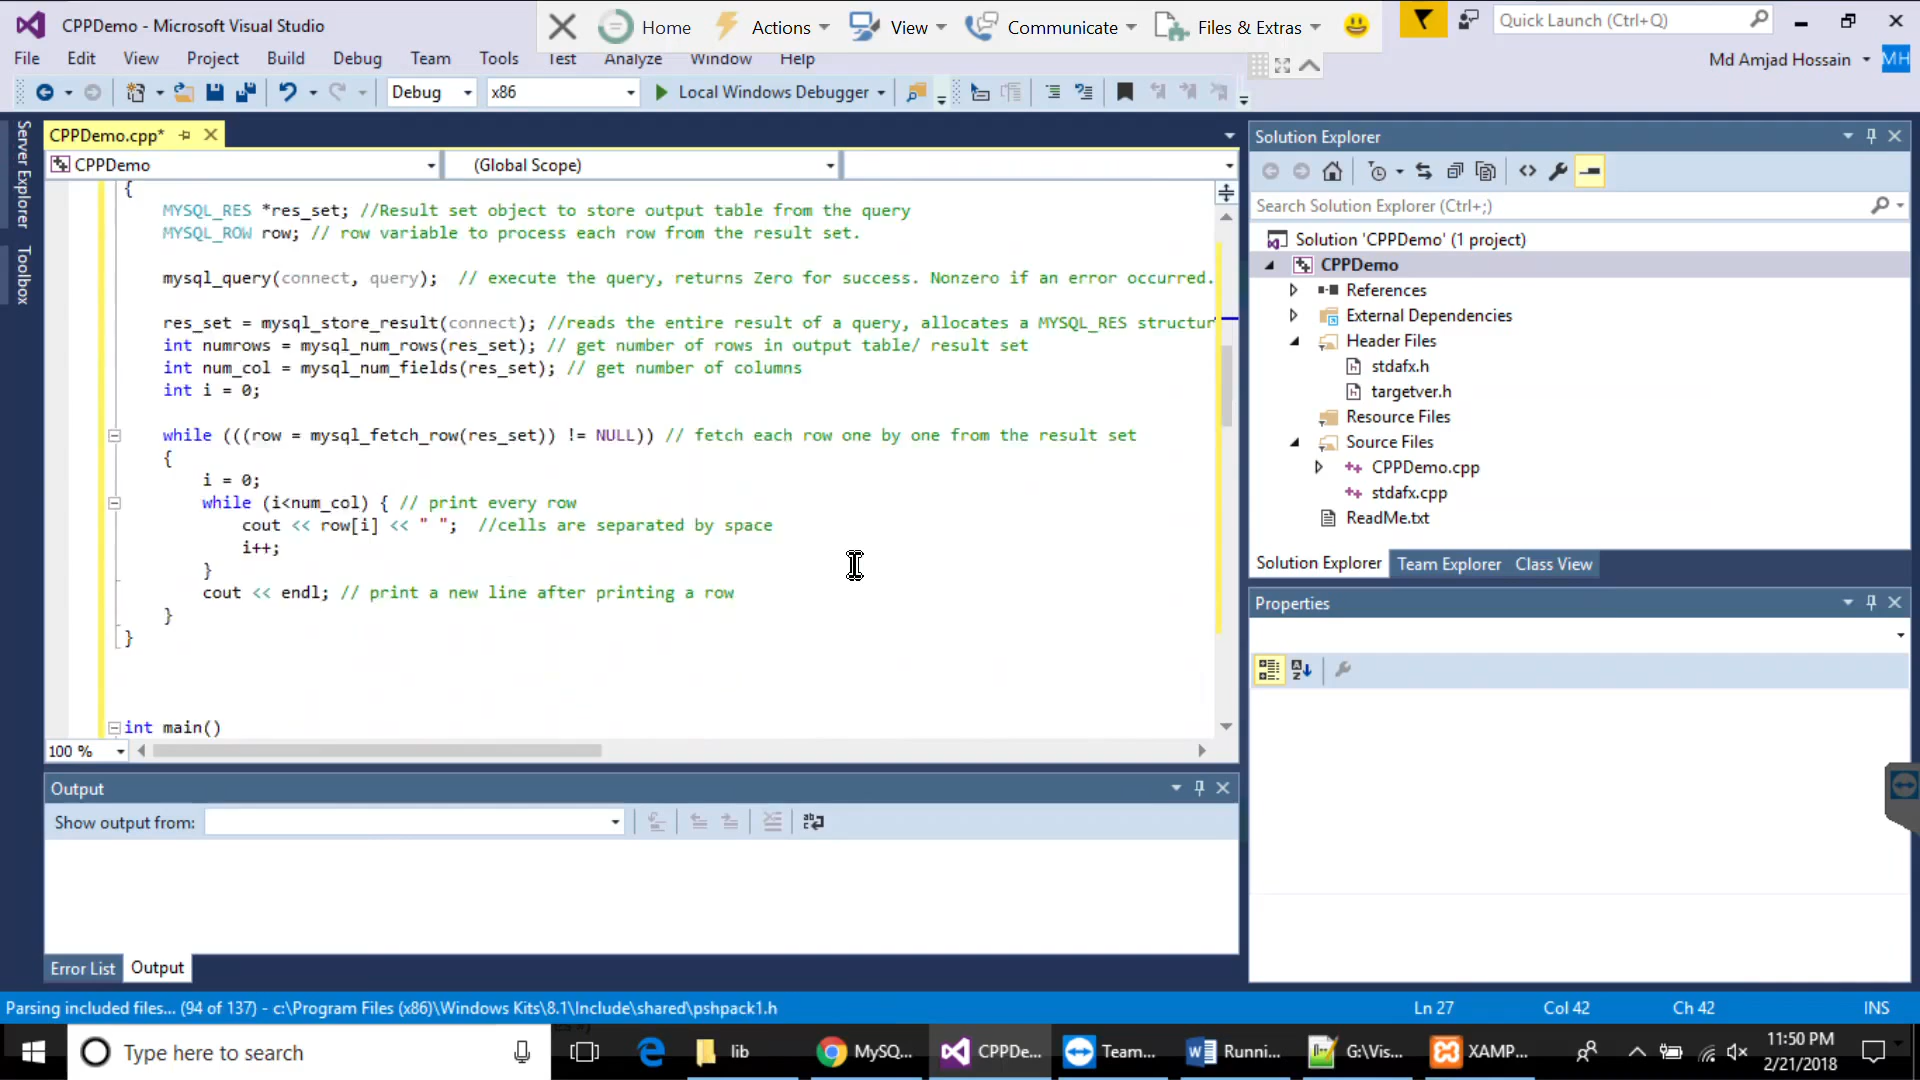 CPPDemo - Microsoft Visual Studio
Home
Actions
View
Communicate
Files & Extras
Quick Launch (Ctrl+Q)
File Edit View Project Build Debug Team Tools Test Analyze Window Help
Md Amjad Hossain
MH
Debug
x86
Local Windows Debugger
Server Explorer
Toolbox
CPPDemo.cpp*
CPPDemo
(Global Scope)
{
MYSQL_RES *res_set; //Result set object to store output table from the query
MYSQL_ROW row; // row variable to process each row from the result set.
mysql_query(connect, query); // execute the query, returns Zero for success. Nonzero if an error occurred.
res_set = mysql_store_result(connect); //reads the entire result of a query, allocates a MYSQL_RES structur
int numrows = mysql_num_rows(res_set); // get number of rows in output table/ result set
int num_col = mysql_num_fields(res_set); // get number of columns
int i = 0;
while (((row = mysql_fetch_row(res_set)) != NULL)) // fetch each row one by one from the result set
{
i = 0;
while (i<num_col) { // print every row
cout << row[i] << " "; //cells are separated by space
i++;
}
cout << endl; // print a new line after printing a row
}
}
int main()
100 %
Output
Show output from:
Error List
Output
Solution Explorer
Search Solution Explorer (Ctrl+;)
Solution 'CPPDemo' (1 project)
CPPDemo
References
External Dependencies
Header Files
stdafx.h
targetver.h
Resource Files
Source Files
CPPDemo.cpp
stdafx.cpp
ReadMe.txt
Solution Explorer
Team Explorer
Class View
Properties
Parsing included files... (94 of 137) - c:\Program Files (x86)\Windows Kits\8.1\Include\shared\pshpack1.h
Ln 27
Col 42
Ch 42
INS
Type here to search
lib
MySQ...
CPPDe...
Team...
Runni...
G:\Vis...
XAMP...
11:50 PM
2/21/2018